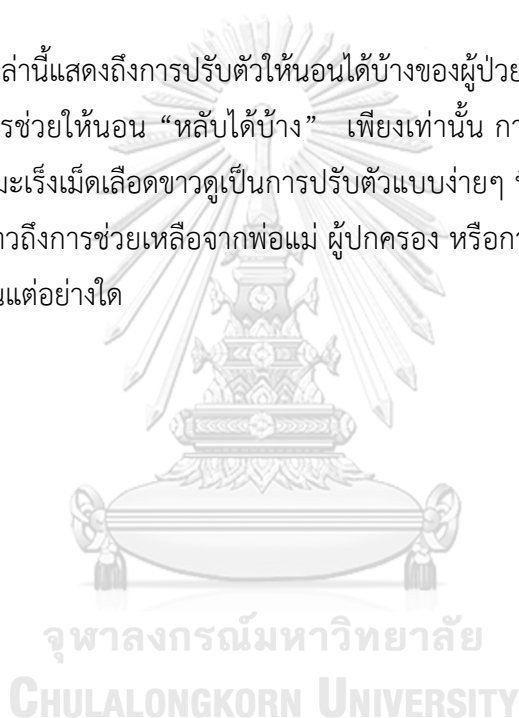 ล่านี้แสดงถึงการปรับตัวให้นอนได้บ้างของผู้ป่วย
รช่วยให้นอน “หลับได้บ้าง” เพียงเท่านั้น กา
มะเร็งเม็ดเลือดขาวดูเป็นการปรับตัวแบบง่ายๆ
าวถึงการช่วยเหลือจากพ่อแม่ ผู้ปกครอง หรือกา
นแต่อย่างใด
จุฬาลงกรณ์มหาวิทยาลัย
CHULALONGKORN UNIVERSITY